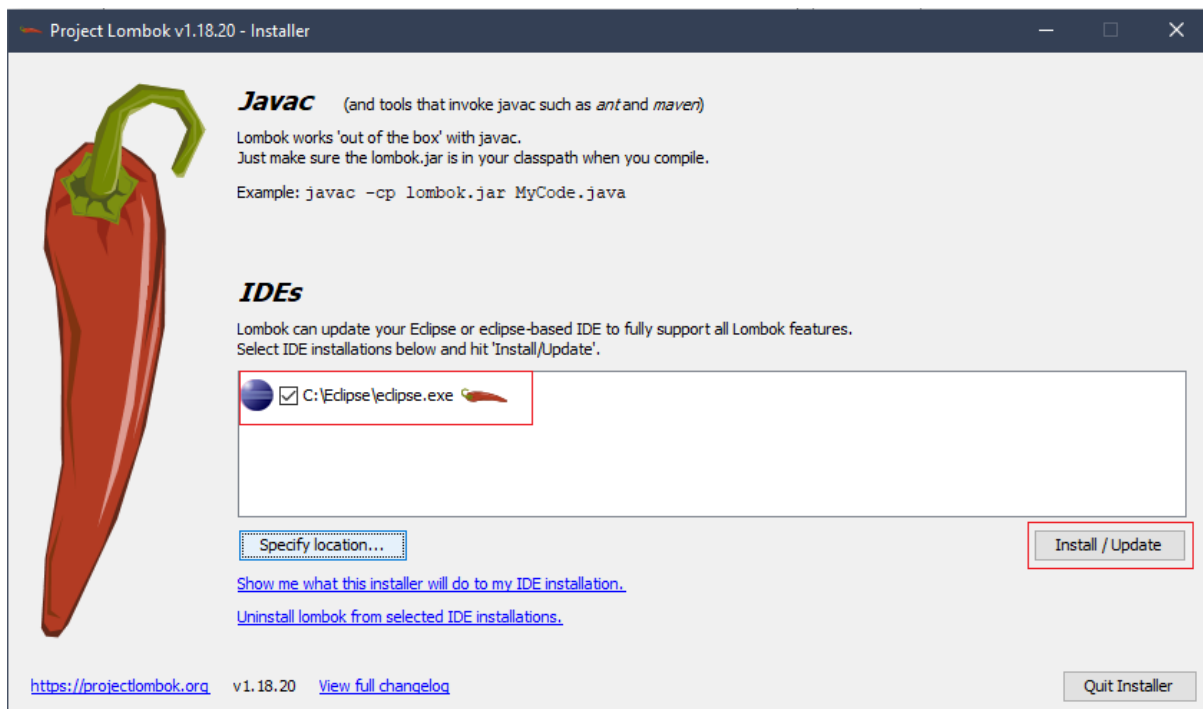 Project Lombok v1.18.20 - Installer
Javac (and tools that invoke javac such as ant and maven)
Lombok works 'out of the box' with javac.
Just make sure the lombok.jar is in your classpath when you compile.
Example: javac -cp lombok.jar MyCode.java
IDEs
Lombok can update your Eclipse or eclipse-based IDE to fully support all Lombok features.
Select IDE installations below and hit 'Install/Update'.
C:\Eclipse\eclipse.exe
Specify location...
Install / Update
Show me what this installer will do to my IDE installation.
Uninstall lombok from selected IDE installations.
https://projectlombok.org v1.18.20 View full changelog
Quit Installer